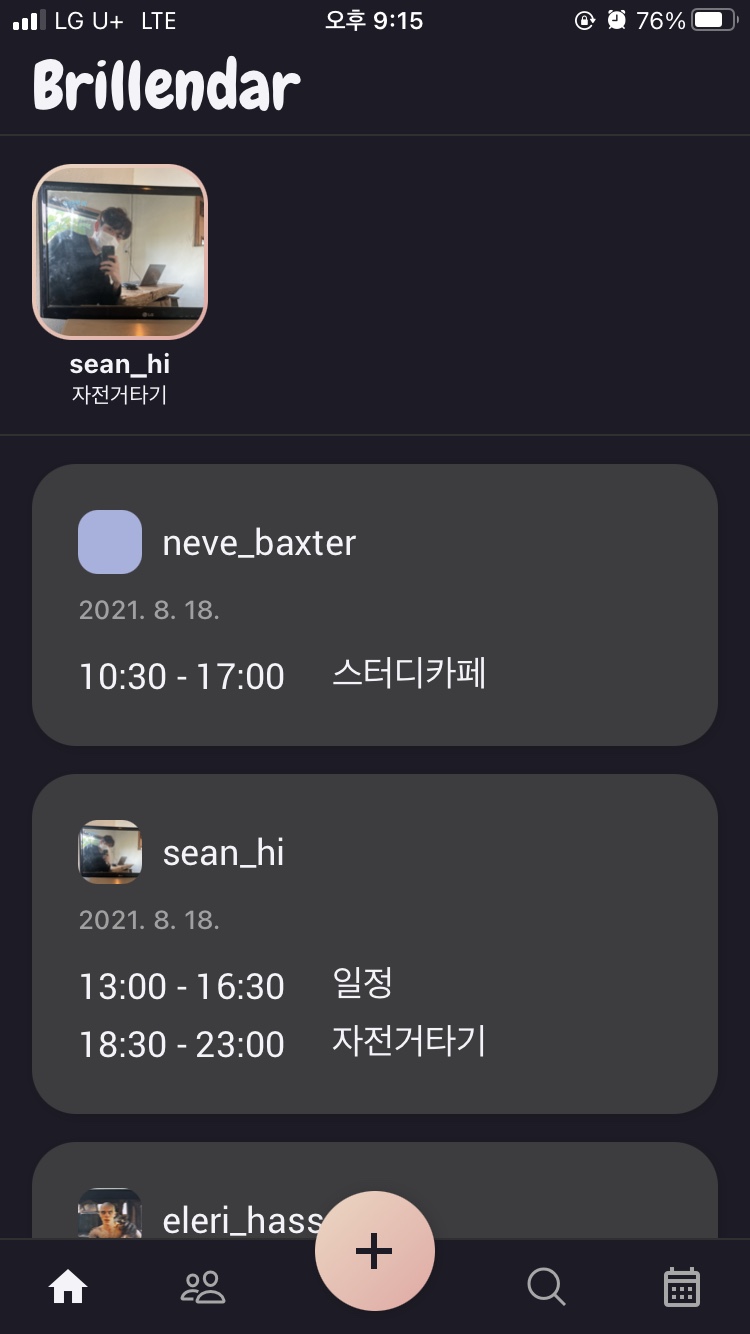 LG U+ LTE 오후 9:15 76%
Brillendar
sean_hi
자전거타기
neve_baxter
2021. 8. 18.
10:30 - 17:00 스터디카페
sean_hi
2021. 8. 18.
13:00 - 16:30 일정
18:30 - 23:00 자전거타기
eleri_hass